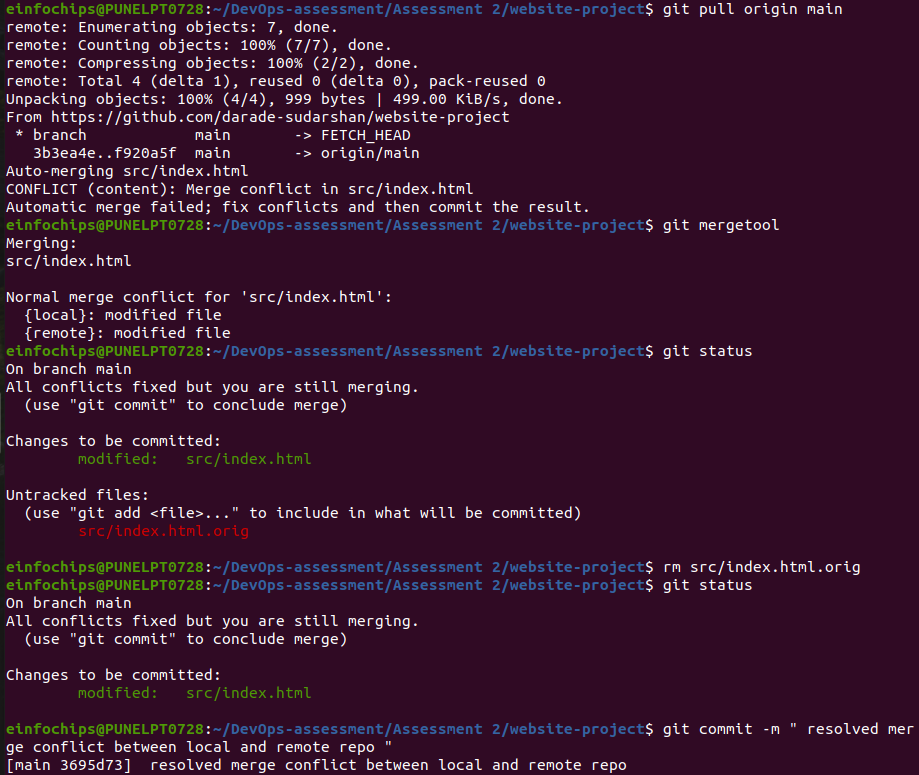 einfochips@PUNELPT0728:~/DevOps-assessment/Assessment 2/website-project$ git pull origin main
remote: Enumerating objects: 7, done.
remote: Counting objects: 100% (7/7), done.
remote: Compressing objects: 100% (2/2), done.
remote: Total 4 (delta 1), reused 0 (delta 0), pack-reused 0
Unpacking objects: 100% (4/4), 999 bytes | 499.00 KiB/s, done.
From https://github.com/darade-sudarshan/website-project
 * branch            main       -> FETCH_HEAD
   3b3ea4e..f920a5f  main       -> origin/main
Auto-merging src/index.html
CONFLICT (content): Merge conflict in src/index.html
Automatic merge failed; fix conflicts and then commit the result.
einfochips@PUNELPT0728:~/DevOps-assessment/Assessment 2/website-project$ git mergetool
Merging:
src/index.html

Normal merge conflict for 'src/index.html':
  {local}: modified file
  {remote}: modified file
einfochips@PUNELPT0728:~/DevOps-assessment/Assessment 2/website-project$ git status
On branch main
All conflicts fixed but you are still merging.
  (use "git commit" to conclude merge)

Changes to be committed:
        modified:   src/index.html

Untracked files:
  (use "git add <file>..." to include in what will be committed)
        src/index.html.orig

einfochips@PUNELPT0728:~/DevOps-assessment/Assessment 2/website-project$ rm src/index.html.orig
einfochips@PUNELPT0728:~/DevOps-assessment/Assessment 2/website-project$ git status
On branch main
All conflicts fixed but you are still merging.
  (use "git commit" to conclude merge)

Changes to be committed:
        modified:   src/index.html

einfochips@PUNELPT0728:~/DevOps-assessment/Assessment 2/website-project$ git commit -m " resolved mer
ge conflict between local and remote repo "
[main 3695d73]  resolved merge conflict between local and remote repo